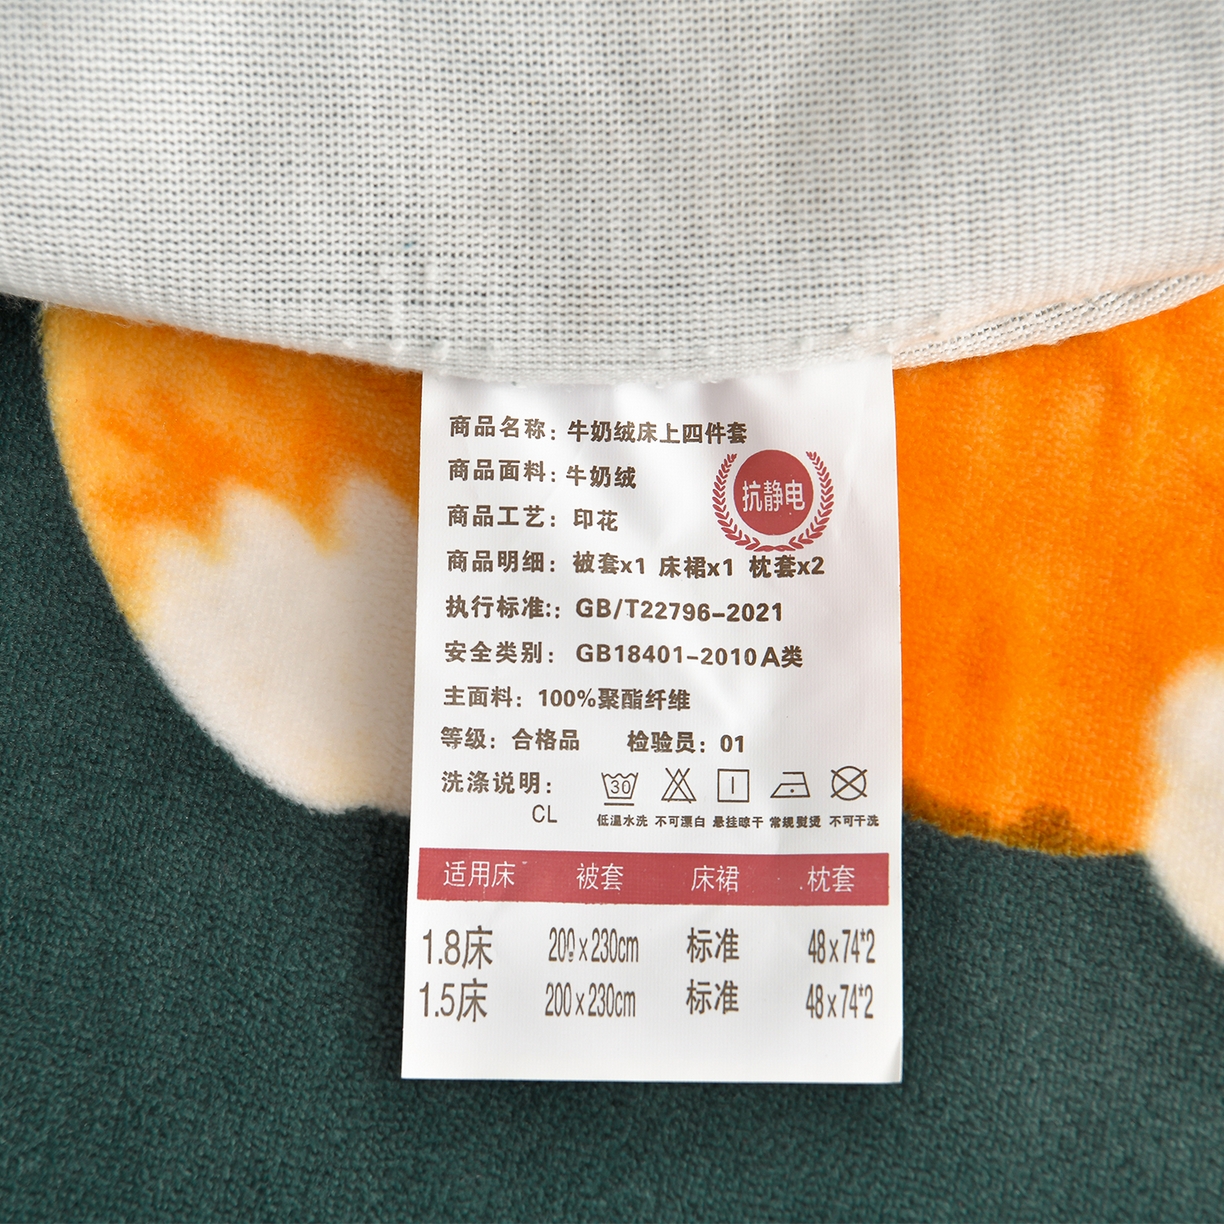 商品名称：牛奶绒床上四件套
商品面料：牛奶绒
抗静电
商品工艺：印花
商品明细：被套x1 床裙x1 枕套x2
执行标准:：GB/T22796-2021
安全类别：GB18401-2010A类
主面料：100%聚酯纤维
等级：合格品 检验员：01
洗涤说明：
30
CL
低温水洗 不可漂白 悬挂晾干 常规熨烫 不可干洗
适用床 被套 床裙 枕套
1.8床 200x230cm 标准 48x74*2
1.5床 200x230cm 标准 48x74*2